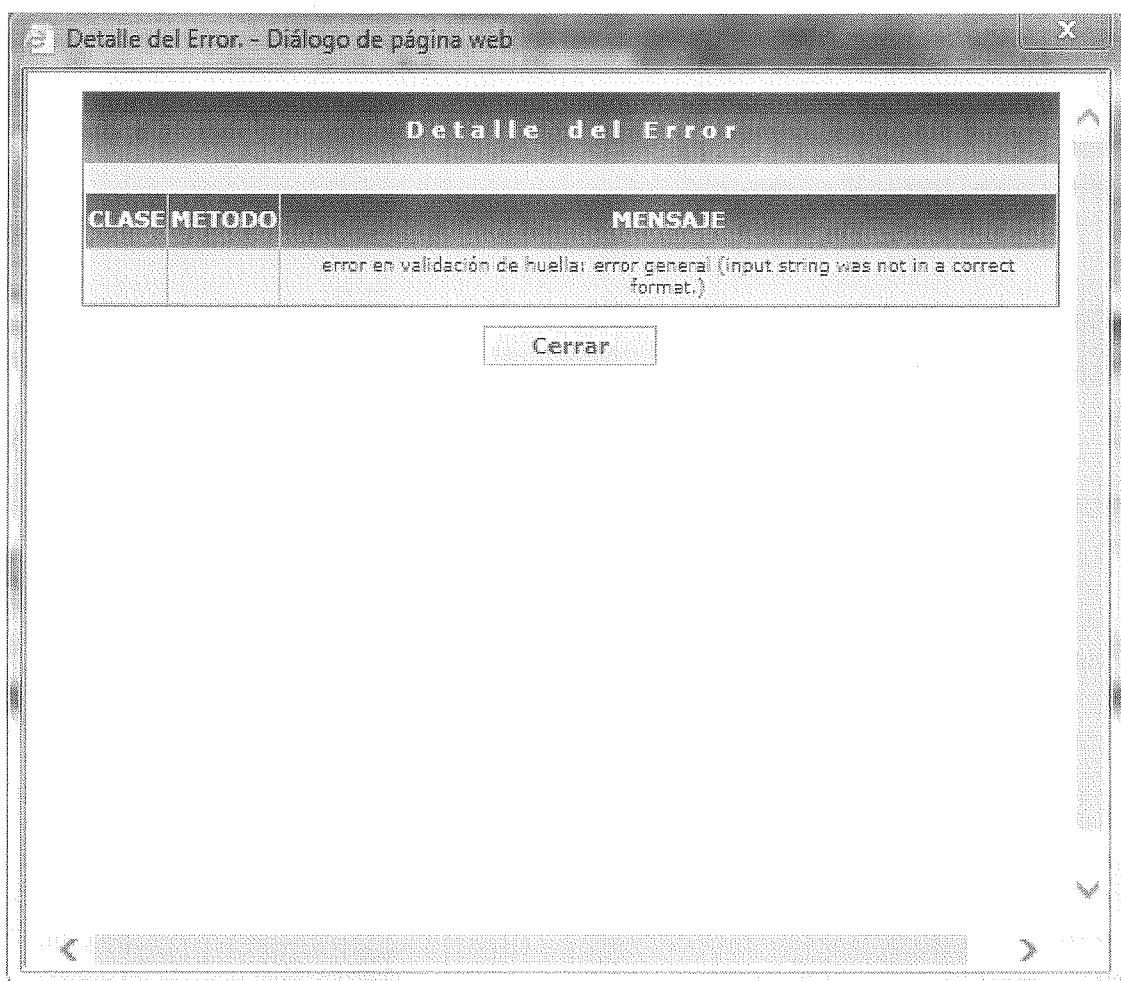 Detalle del Error. - Diálogo de página web
X
Detalle del Error
CLASE METODO MENSAJE
error en validación de huella: error general (input string was not in a correct
format.)
Cerrar